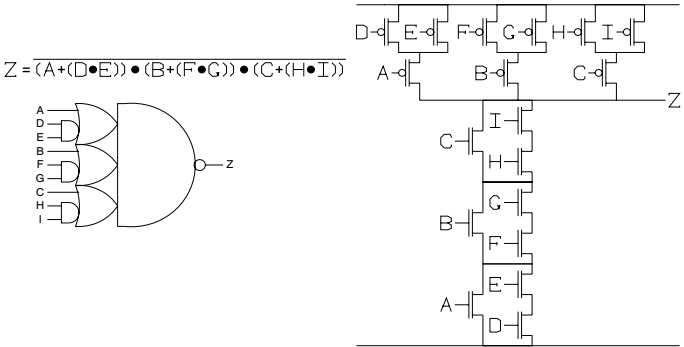 Z = (A+(D•E)) • (B+(F•G)) • (C+(H•I))
A
D
E
B
F
G
C
H
I
Z
D E F G H I
A B C
Z
I
C
H
G
B
F
E
A
D